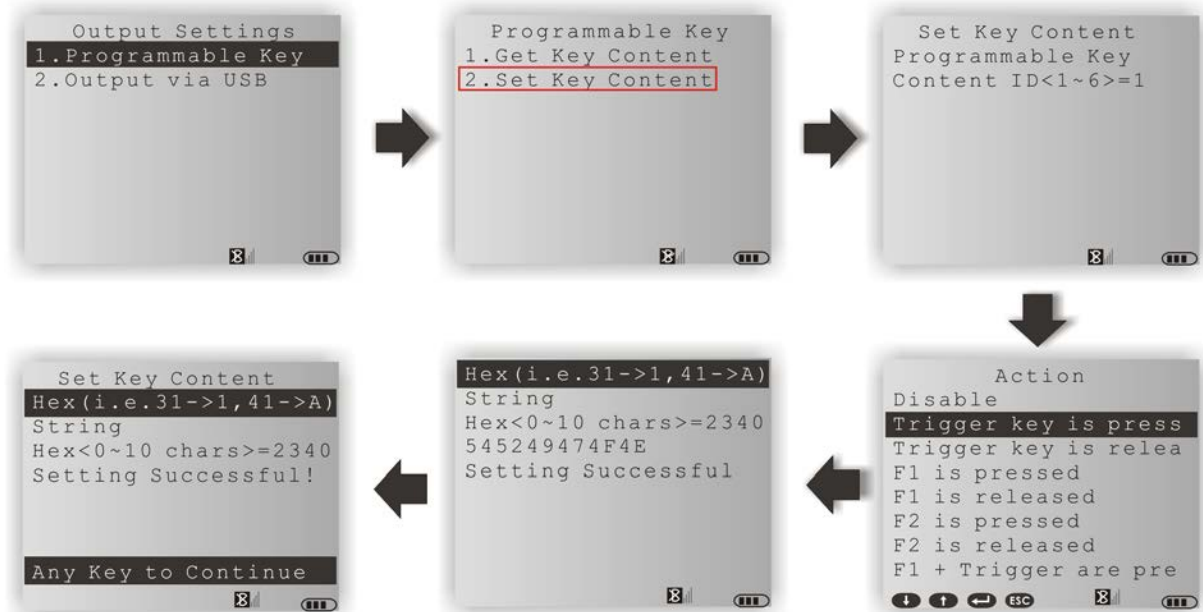 Output Settings
1.Programmable Key
2.Output via USB
Programmable Key
1.Get Key Content
2.Set Key Content
Set Key Content
Programmable Key
Content ID<1~6>=1
Action
Disable
Trigger key is press
Trigger key is relea
F1 is pressed
F1 is released
F2 is pressed
F2 is released
F1 + Trigger are pre
ESC
Hex(i.e.31->1,41->A)
String
Hex<0~10 chars>=2340
545249474F4E
Setting Successful
Set Key Content
Hex(i.e.31->1,41->A)
String
Hex<0~10 chars>=2340
Setting Successful!
Any Key to Continue